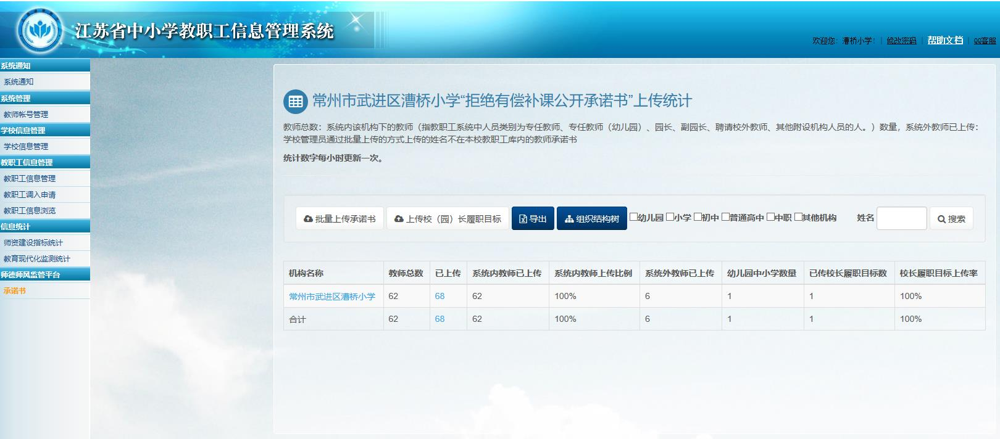 江苏省中小学教职工信息管理系统
欢迎您：漕桥小学！ | 修改密码 | 帮助文档 | QQ客服
系统通知
系统通知
系统管理
教师帐号管理
学校信息管理
学校信息管理
教职工信息管理
教职工信息管理
教职工调入申请
教职工信息浏览
信息统计
师资建设指标统计
教育现代化监测统计
师德师风监管平台
承诺书
常州市武进区漕桥小学“拒绝有偿补课公开承诺书”上传统计
教师总数：系统内该机构下的教师（指教职工系统中人员类别为专任教师、专任教师（幼儿园）、园长、副园长、聘请校外教师、其他附设机构人员的人。）数量，系统外教师已上传：
学校管理员通过批量上传的方式上传的姓名不在本校教职工库内的教师承诺书
统计数字每小时更新一次。
批量上传承诺书 上传校（园）长履职目标 导出 组织结构树 幼儿园 小学 初中 普通高中 中职 其他机构 姓名 搜索
机构名称 教师总数 已上传 系统内教师已上传 系统内教师上传比例 系统外教师已上传 幼儿园中小学数量 已传校长履职目标数 校长履职目标上传率
常州市武进区漕桥小学 62 68 62 100% 6 1 1 100%
合计 62 68 62 100% 6 1 1 100%